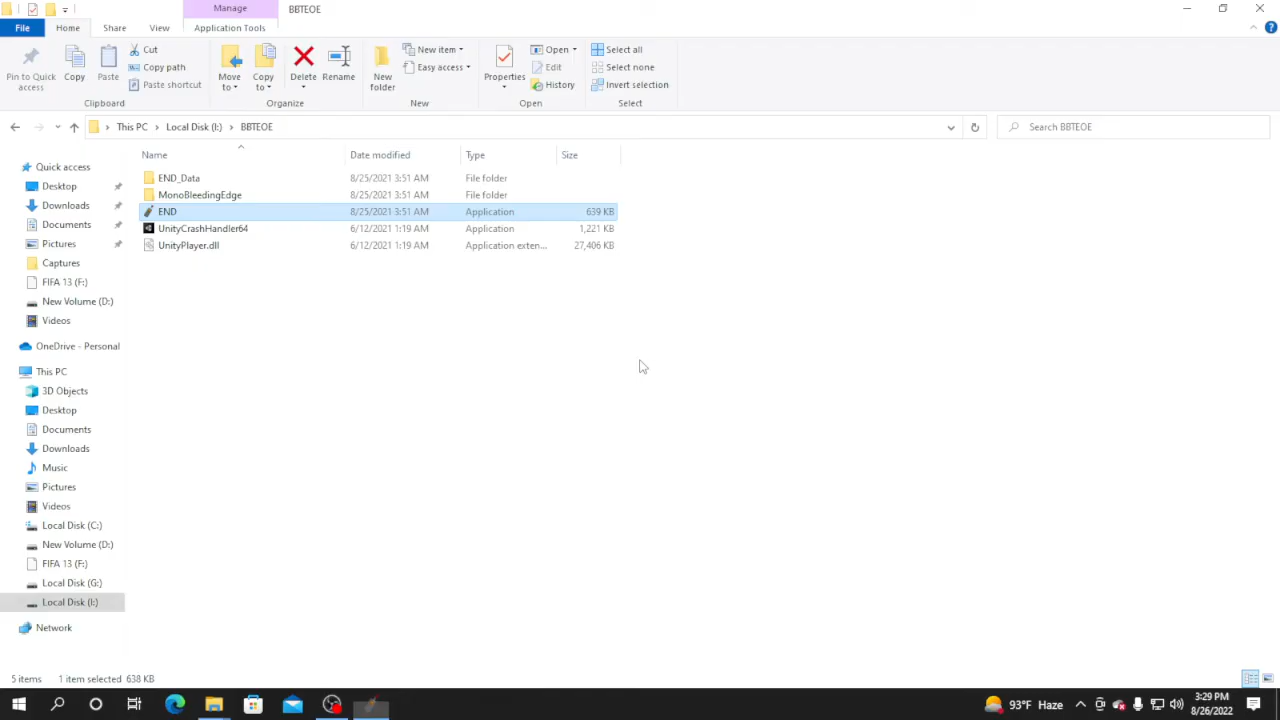 Manage
BBTEOE
File
Home
Share
View
Application Tools
Pin to Quick access
Copy
Paste
Cut
Copy path
Paste shortcut
Clipboard
Move to
Copy to
Delete
Rename
Organize
New folder
New item
Easy access
New
Properties
Open
Edit
History
Open
Select all
Select none
Invert selection
Select
This PC
Local Disk (I:)
BBTEOE
Search BBTEOE
Name
Date modified
Type
Size
END_Data 8/25/2021 3:51 AM File folder
MonoBleedingEdge 8/25/2021 3:51 AM File folder
END 8/25/2021 3:51 AM Application 639 KB
UnityCrashHandler64 6/12/2021 1:19 AM Application 1,221 KB
UnityPlayer.dll 6/12/2021 1:19 AM Application exten... 27,406 KB
Quick access
Desktop
Downloads
Documents
Pictures
Captures
FIFA 13 (F:)
New Volume (D:)
Videos
OneDrive - Personal
This PC
3D Objects
Desktop
Documents
Downloads
Music
Pictures
Videos
Local Disk (C:)
New Volume (D:)
FIFA 13 (F:)
Local Disk (G:)
Local Disk (I:)
Network
5 items
1 item selected 638 KB
93°F Haze
3:29 PM
8/26/2022